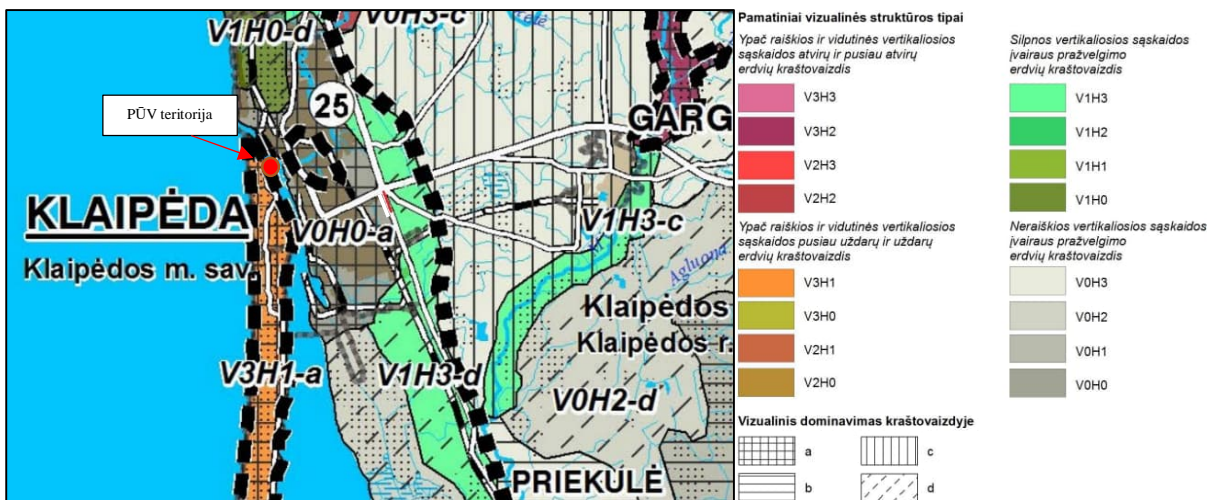 V1H0-d
V0H3-c
PŪV teritorija
25
GARG
KLAIPĖDA
V0H0-a
V1H3-c
Klaipėdos m. sav.
Agluona
Klaipėdos
Klaipėdos r.
V3H1-a
V1H3-d
V0H2-d
PRIEKULĖ
Pamatiniai vizualinės struktūros tipai
Ypač raiškios ir vidutinės vertikaliosios
sąskaidos atvirų ir pusiau atvirų
erdvių kraštovaizdis
V3H3
V3H2
V2H3
V2H2
Ypač raiškios ir vidutinės vertikaliosios
sąskaidos pusiau uždarų ir uždarų
erdvių kraštovaizdis
V3H1
V3H0
V2H1
V2H0
Silpnos vertikaliosios sąskaidos
įvairaus pražvelgimo
erdvių kraštovaizdis
V1H3
V1H2
V1H1
V1H0
Neraiškios vertikaliosios sąskaidos
įvairaus pražvelgimo
erdvių kraštovaizdis
V0H3
V0H2
V0H1
V0H0
Vizualinis dominavimas kraštovaizdyje
a
b
c
d